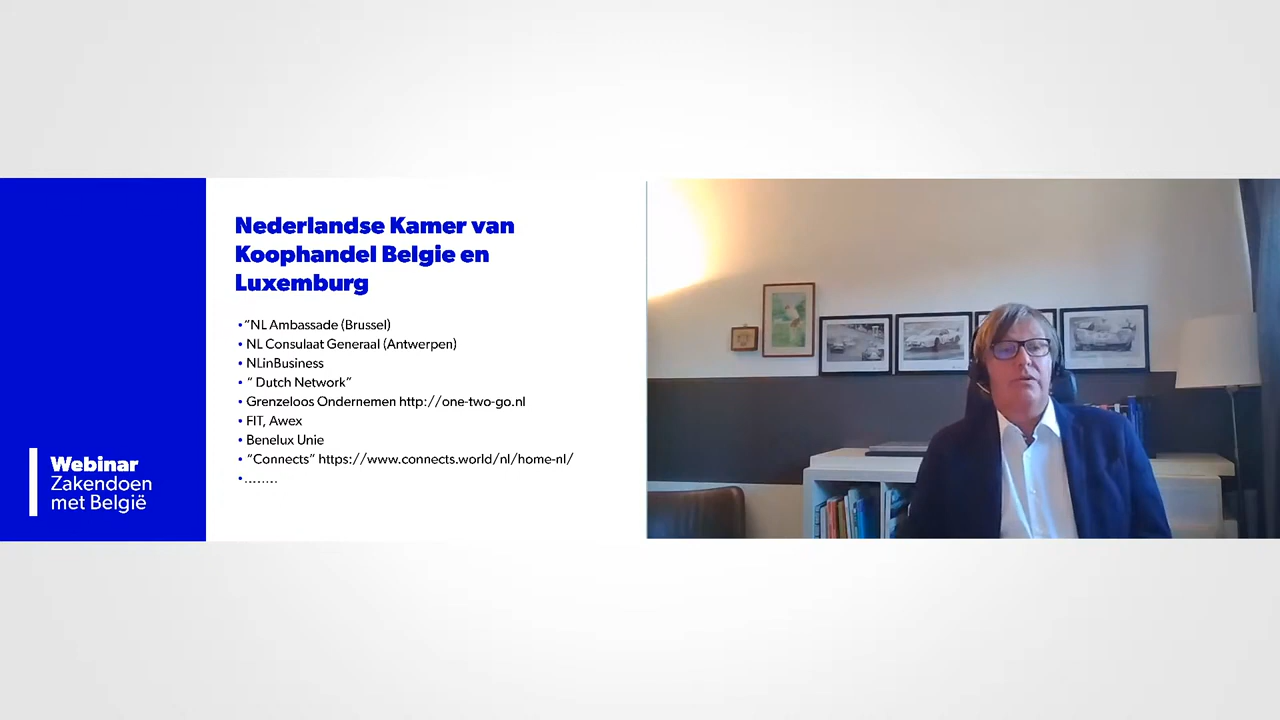 Nederlandse Kamer van
Koophandel Belgie en
Luxemburg
•“NL Ambassade (Brussel)
• NL Consulaat Generaal (Antwerpen)
• NLinBusiness
• “ Dutch Network”
• Grenzeloos Ondernemen http://one-two-go.nl
• FIT, Awex
• Benelux Unie
• “Connects” https://www.connects.world/nl/home-nl/
•........
Webinar
Zakendoen
met België